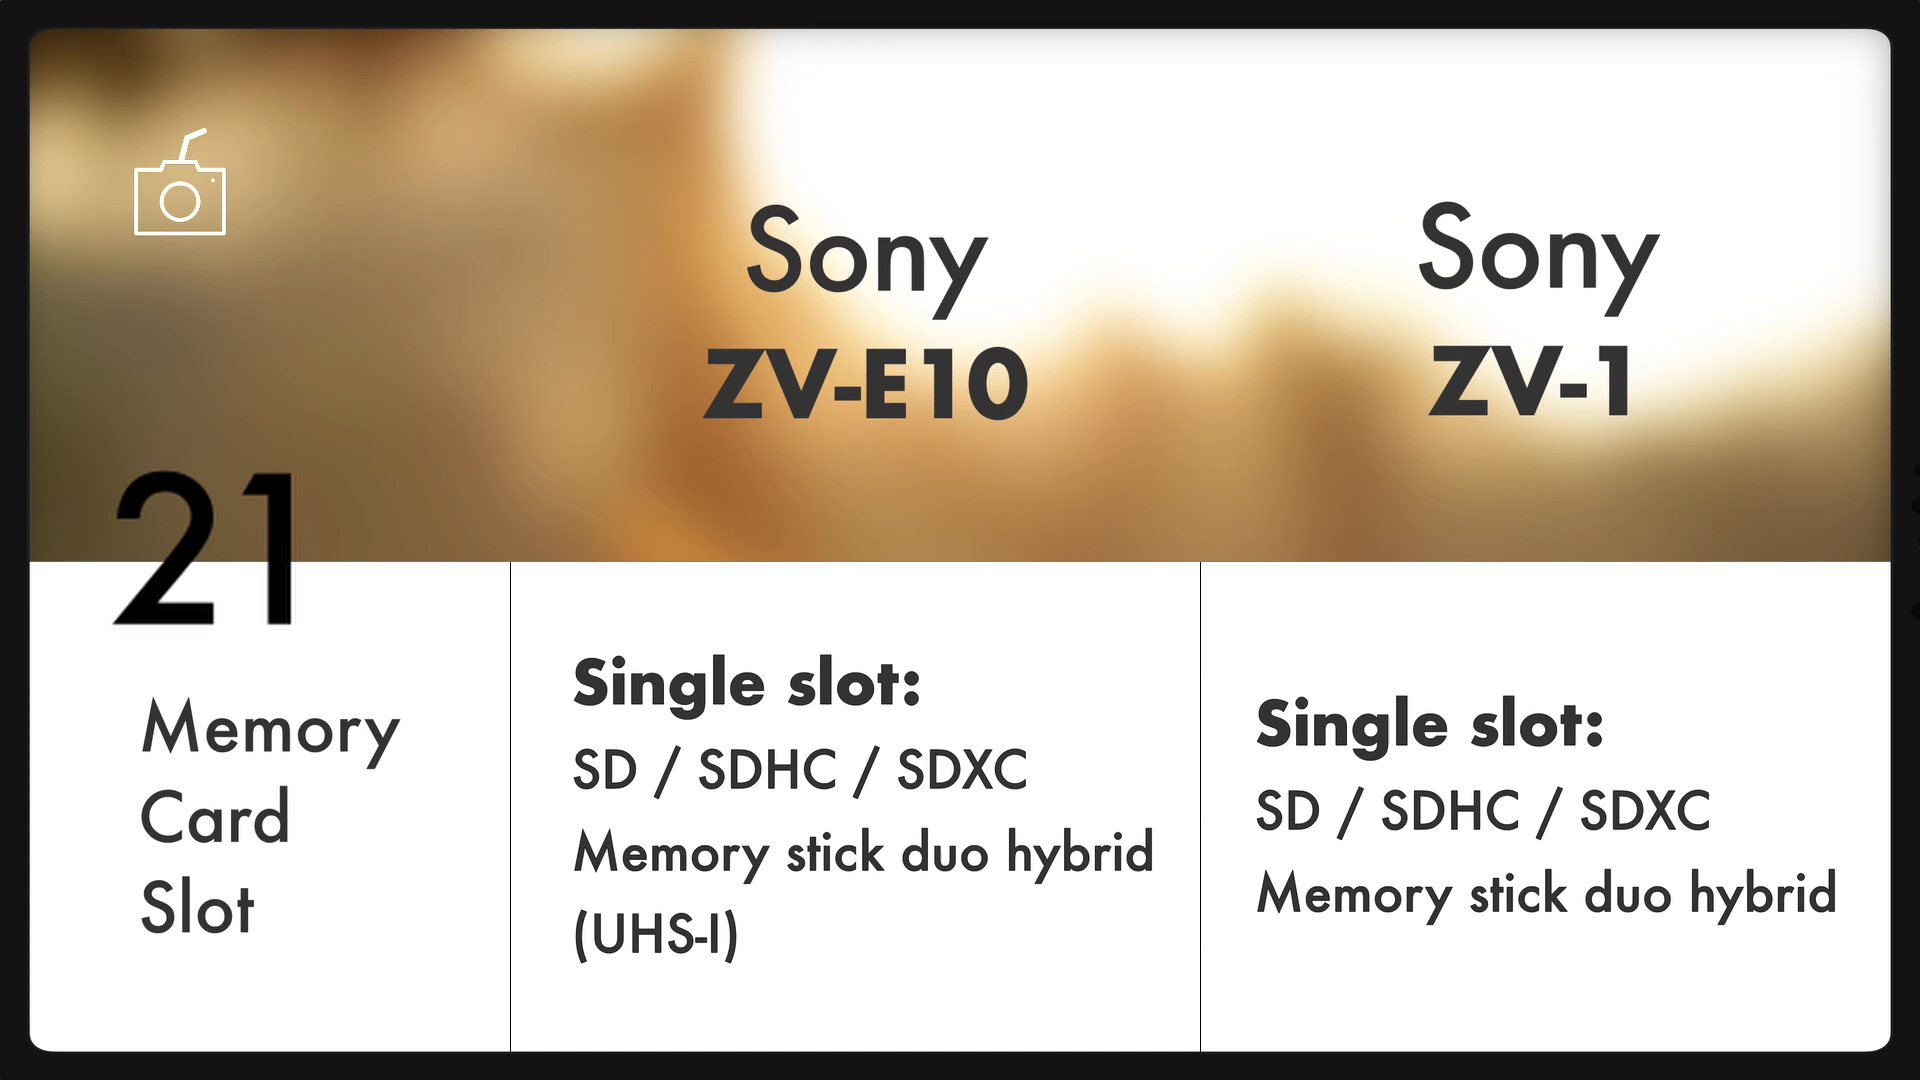 Sony
ZV-E10
Sony
ZV-1
21
Memory
Card
Slot
Single slot:
SD / SDHC / SDXC
Memory stick duo hybrid
(UHS-I)
Single slot:
SD / SDHC / SDXC
Memory stick duo hybrid